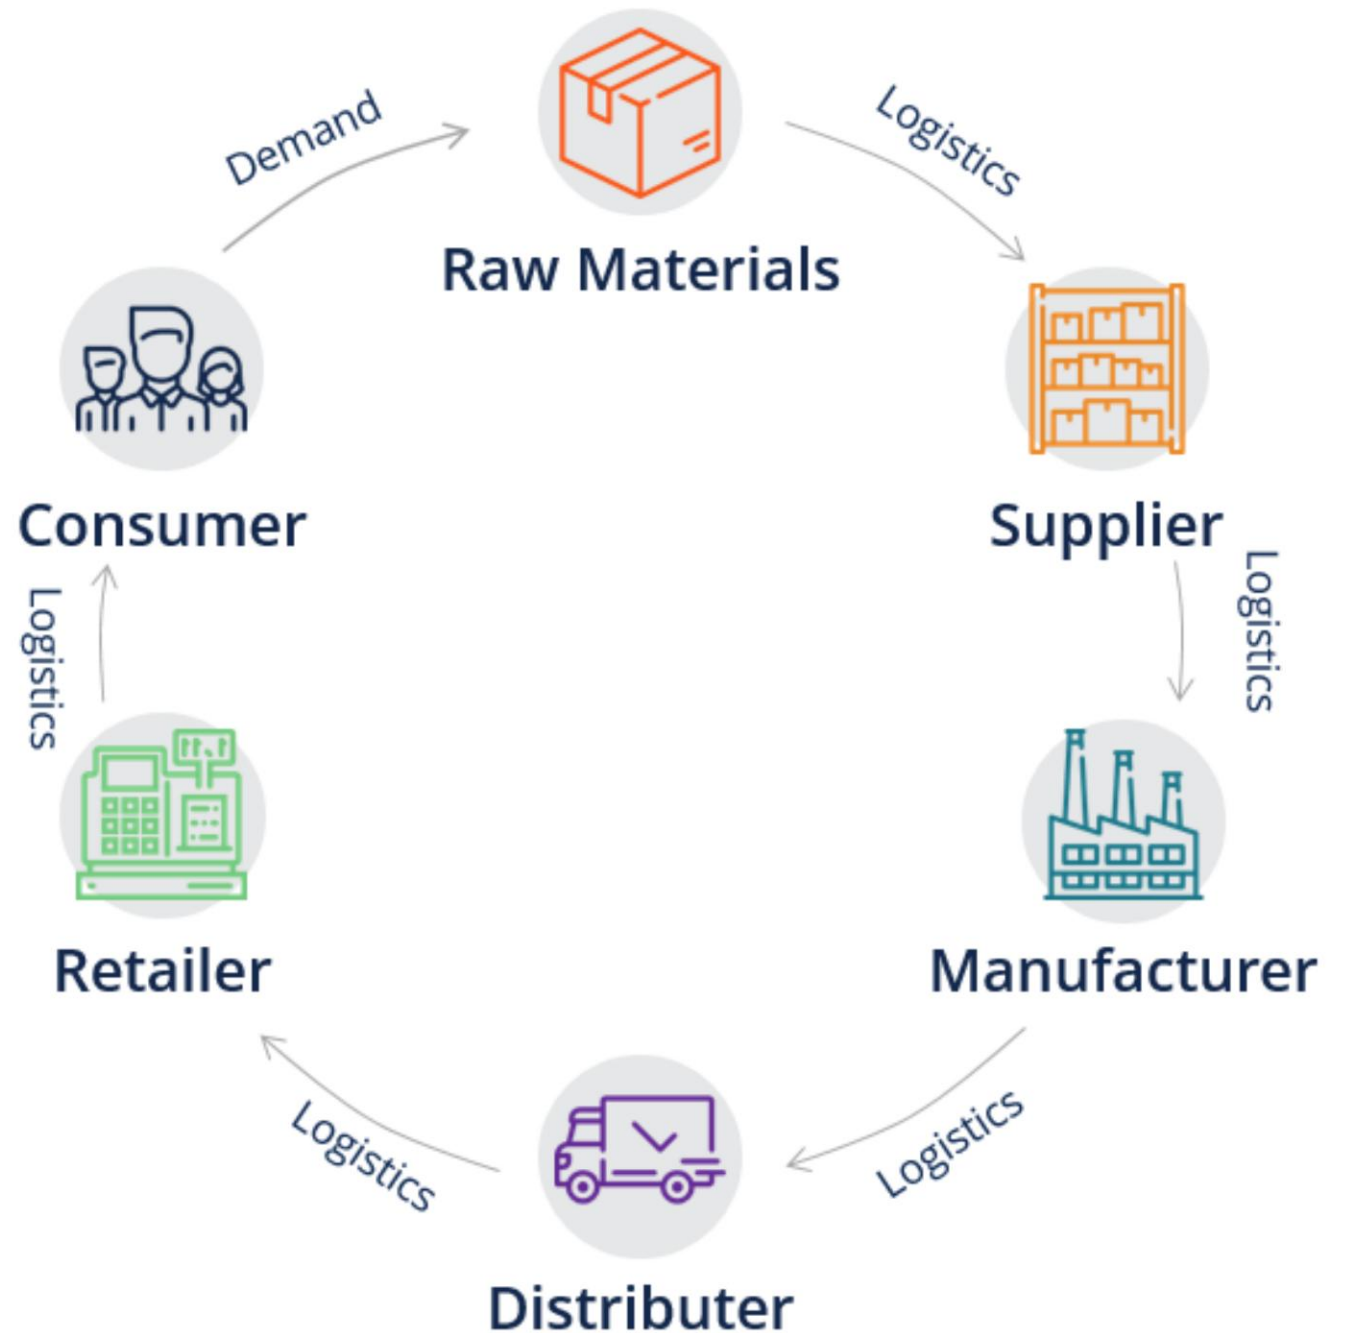 Raw Materials
Logistics
Supplier
Logistics
Manufacturer
Logistics
Distributer
Logistics
Retailer
Logistics
Consumer
Demand